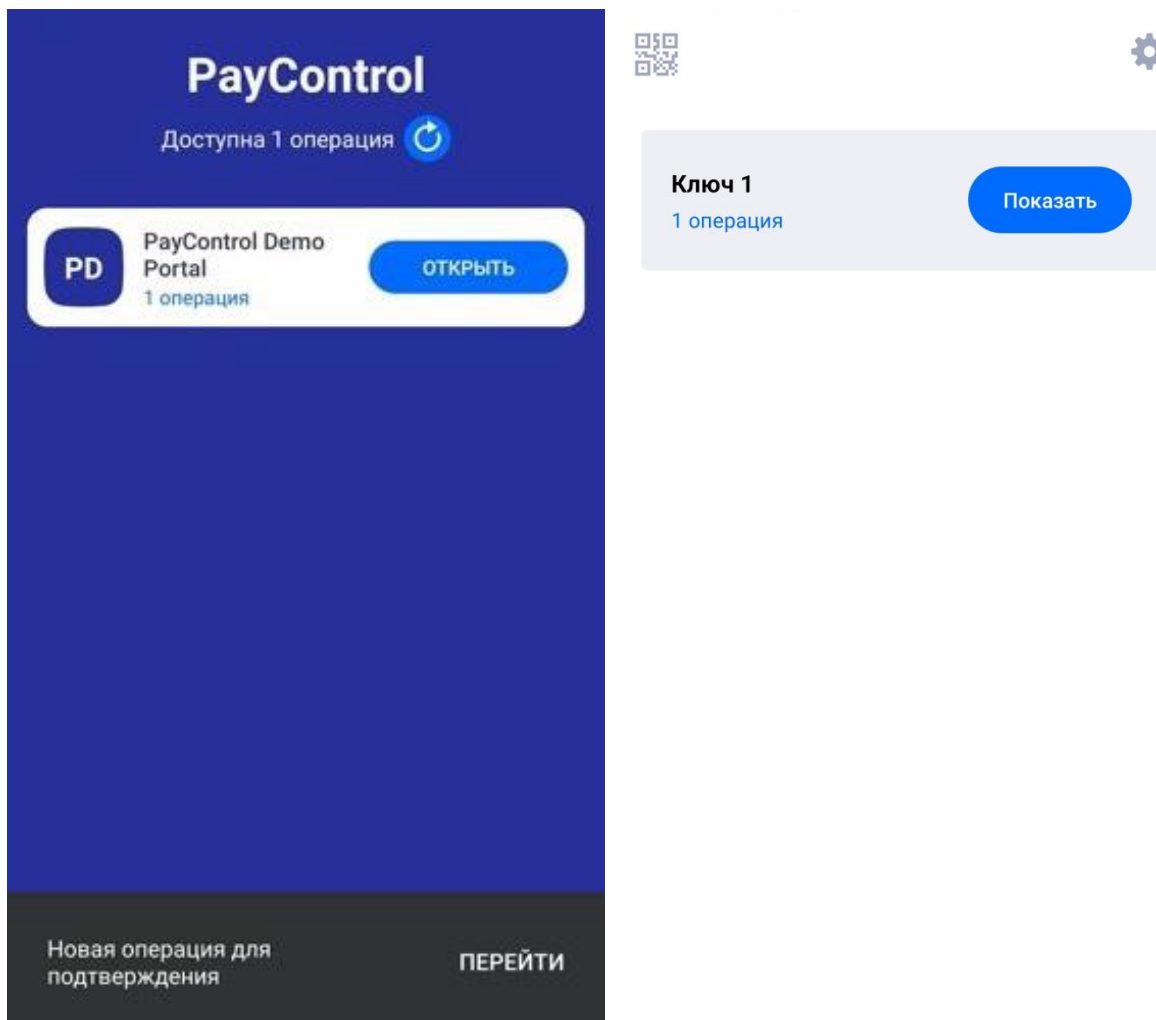 PayControl
Доступна 1 операция
PD
PayControl Demo
Portal
1 операция
ОТКРЫТЬ
Новая операция для
подтверждения
ПЕРЕЙТИ
Ключ 1
1 операция
Показать